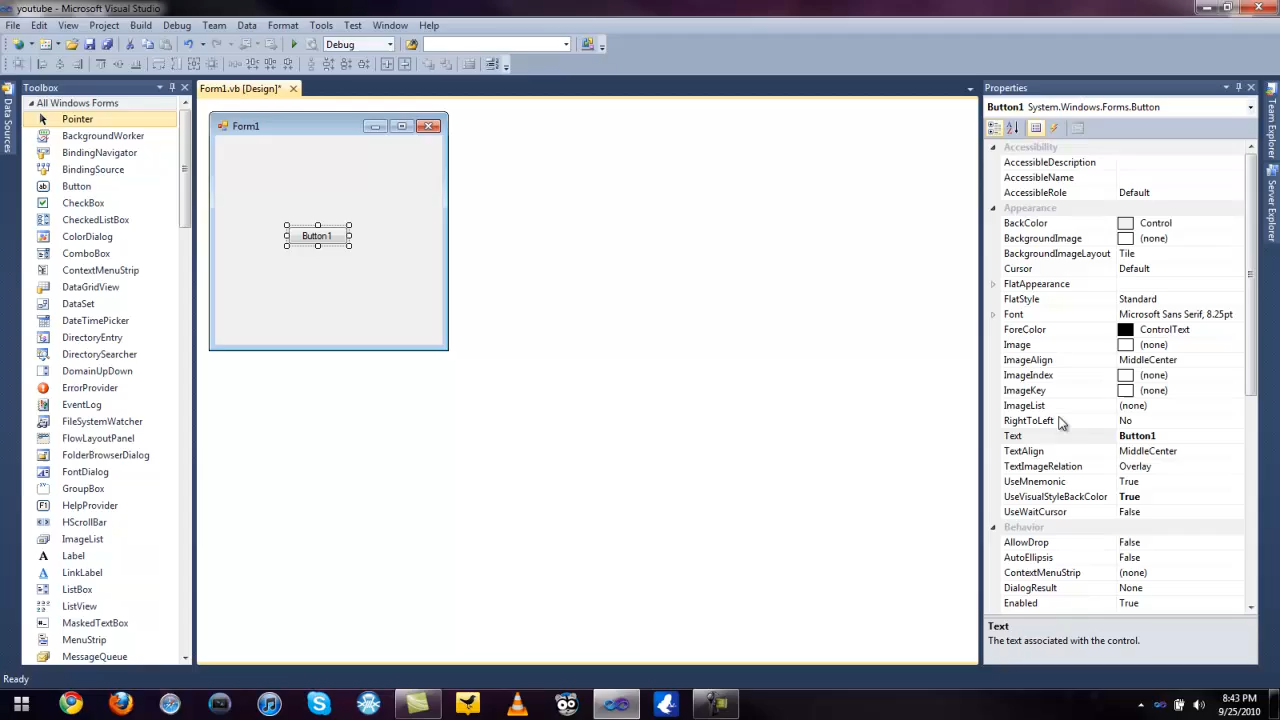 youtube - Microsoft Visual Studio
File Edit View Project Build Debug Team Data Format Tools Test Window Help
Debug
Toolbox
All Windows Forms
Pointer
BackgroundWorker
BindingNavigator
BindingSource
Button
CheckBox
CheckedListBox
ColorDialog
ComboBox
ContextMenuStrip
DataGridView
DataSet
DateTimePicker
DirectoryEntry
DirectorySearcher
DomainUpDown
ErrorProvider
EventLog
FileSystemWatcher
FlowLayoutPanel
FolderBrowserDialog
FontDialog
GroupBox
HelpProvider
HScrollBar
ImageList
Label
LinkLabel
ListBox
ListView
MaskedTextBox
MenuStrip
MessageQueue
Data Sources
Form1.vb [Design]*
Form1
Button1
Properties
Button1 System.Windows.Forms.Button
Accessibility
AccessibleDescription
AccessibleName
AccessibleRole Default
Appearance
BackColor Control
BackgroundImage (none)
BackgroundImageLayout Tile
Cursor Default
FlatAppearance
FlatStyle Standard
Font Microsoft Sans Serif, 8.25pt
ForeColor ControlText
Image (none)
ImageAlign MiddleCenter
ImageIndex (none)
ImageKey (none)
ImageList (none)
RightToLeft No
Text Button1
TextAlign MiddleCenter
TextImageRelation Overlay
UseMnemonic True
UseVisualStyleBackColor True
UseWaitCursor False
Behavior
AllowDrop False
AutoEllipsis False
ContextMenuStrip (none)
DialogResult None
Enabled True
Text
The text associated with the control.
Team Explorer
Server Explorer
Ready
8:43 PM
9/25/2010